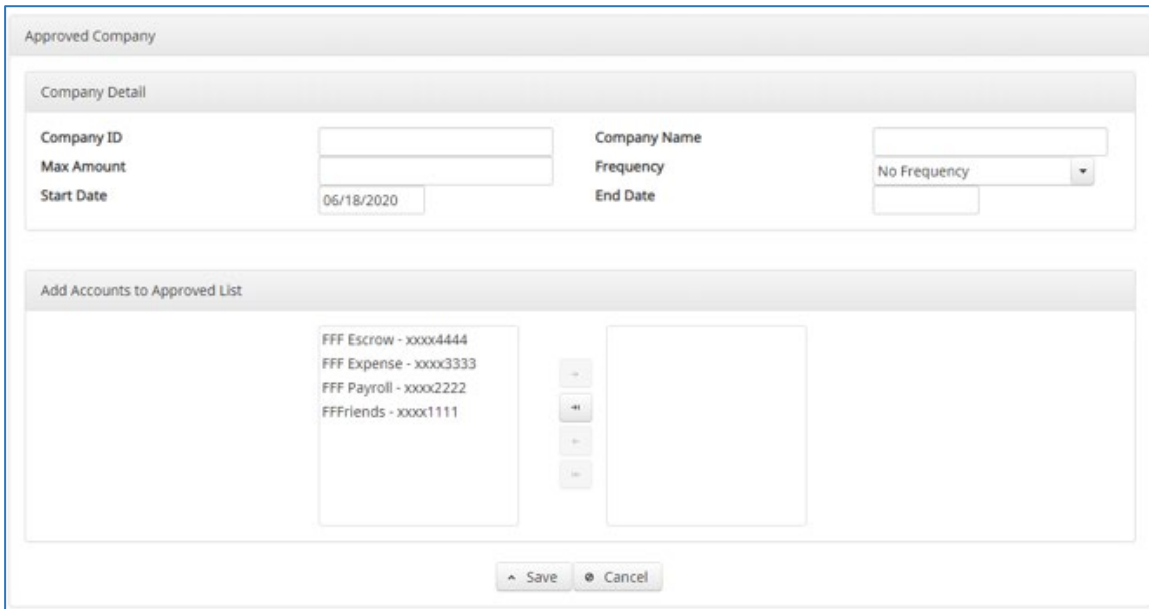 Approved Company
Company Detail
Company ID
Company Name
Max Amount
Frequency
No Frequency
Start Date
06/18/2020
End Date
Add Accounts to Approved List
FFF Escrow - xxxx4444
FFF Expense - xxxx3333
FFF Payroll - xxxx2222
FFFriends - xxxx1111
Save
Cancel